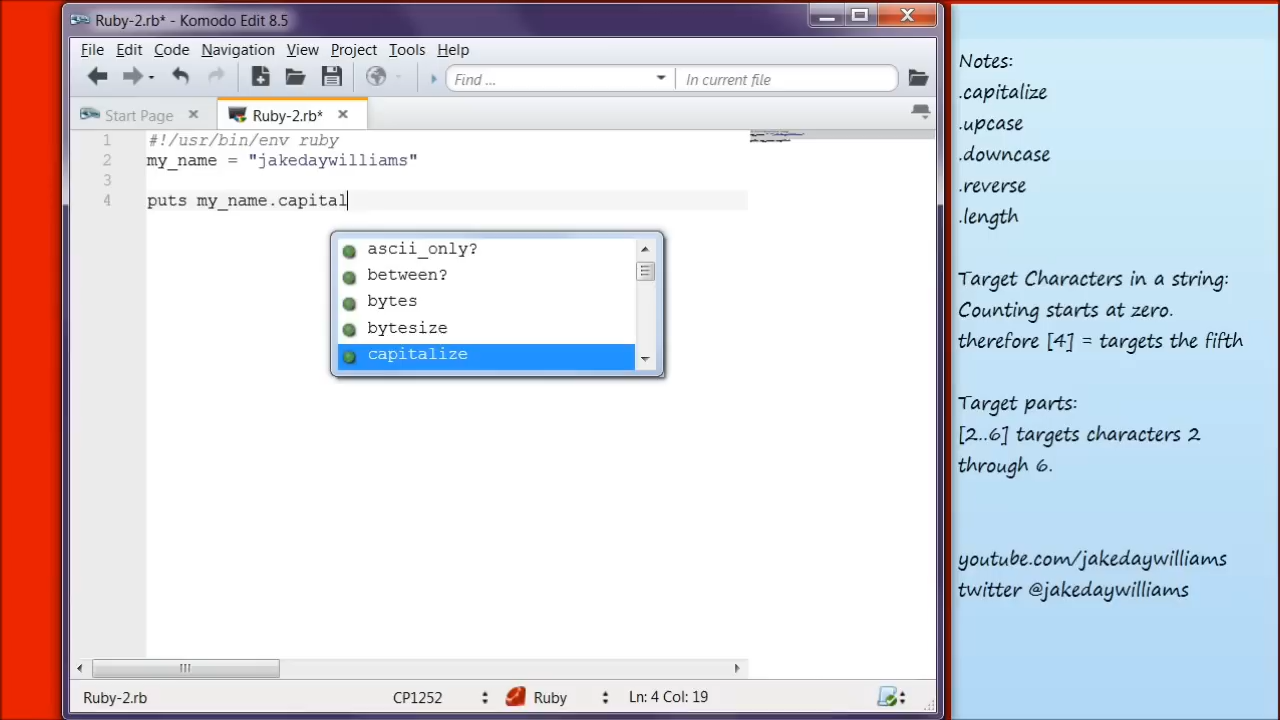 Ruby-2.rb* - Komodo Edit 8.5
File Edit Code Navigation View Project Tools Help
Find ... In current file
Start Page Ruby-2.rb*
1 #!/usr/bin/env ruby
2 my_name = "jakedaywilliams"
3
4 puts my_name.capital
ascii_only?
between?
bytes
bytesize
capitalize
Ruby-2.rb CP1252 Ruby Ln: 4 Col: 19
Notes:
.capitalize
.upcase
.downcase
.reverse
.length
Target Characters in a string:
Counting starts at zero.
therefore [4] = targets the fifth
Target parts:
[2..6] targets characters 2
through 6.
youtube.com/jakedaywilliams
twitter @jakedaywilliams